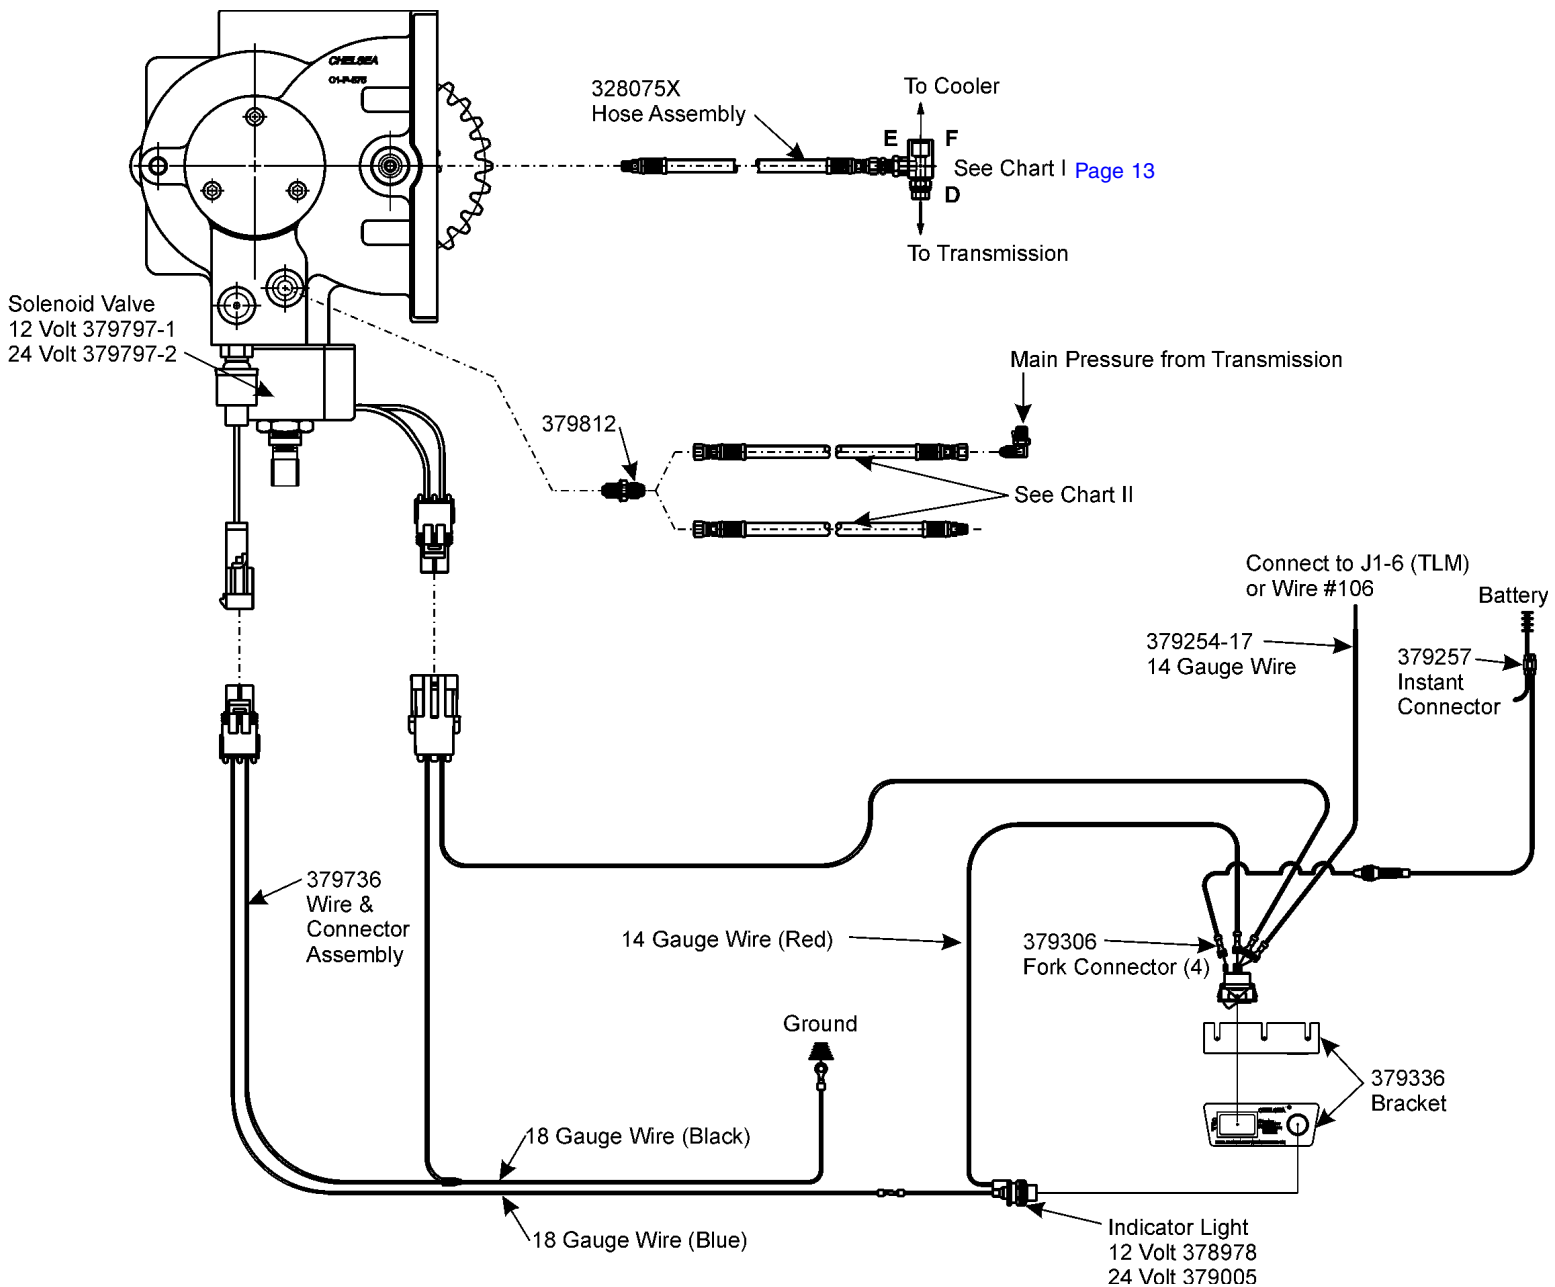 CHELSEA
328075X
Hose Assembly
To Cooler
E F
See Chart I Page 13
D
To Transmission
Solenoid Valve
12 Volt 379797-1
24 Volt 379797-2
Main Pressure from Transmission
379812
See Chart II
Connect to J1-6 (TLM)
or Wire #106
Battery
379254-17
14 Gauge Wire
379257
Instant
Connector
379736
Wire &
Connector
Assembly
14 Gauge Wire (Red)
379306
Fork Connector (4)
Ground
379336
Bracket
CHELSEA
18 Gauge Wire (Black)
18 Gauge Wire (Blue)
Indicator Light
12 Volt 378978
24 Volt 379005